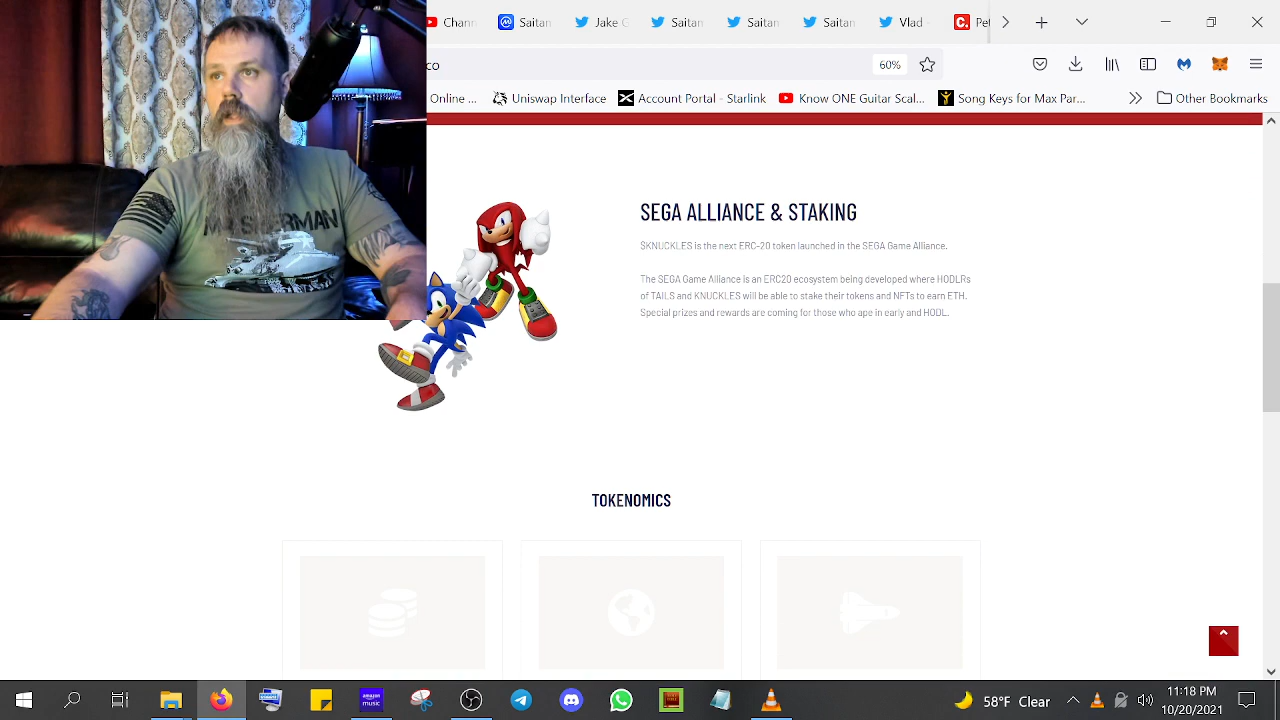 Chann
Saitan
Jake C
Saitan
Saitan
Saitan
Vlad -
Pe
co
60%
Online ...
Uniswap Interface
Account Portal - Starlink
Know ONE Guitar Scal...
Song Keys for Max Par...
Other Bookmarks
SEGA ALLIANCE & STAKING
$KNUCKLES is the next ERC-20 token launched in the SEGA Game Alliance.
The SEGA Game Alliance is an ERC20 ecosystem being developed where HODLRs
of TAILS and KNUCKLES will be able to stake their tokens and NFTs to earn ETH.
Special prizes and rewards are coming for those who ape in early and HODL.
TOKENOMICS
amazon
music
58°F Clear
11:18 PM
10/20/2021